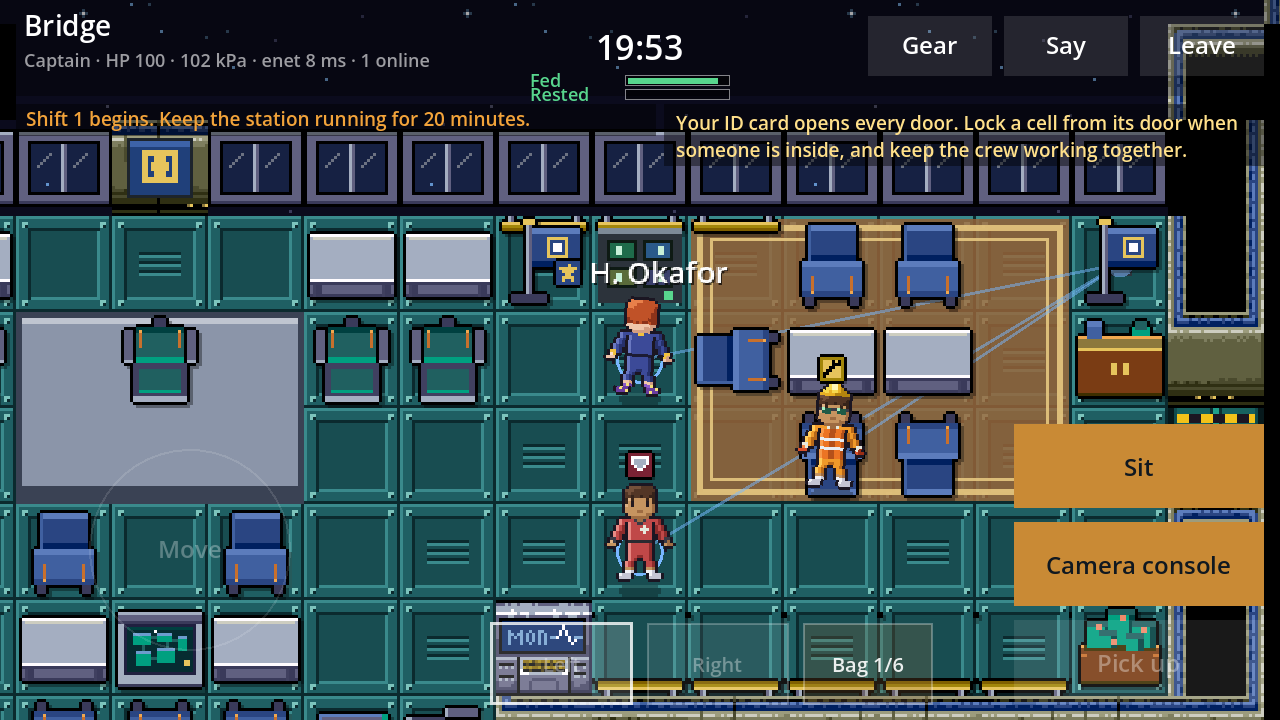 Bridge
Captain · HP 100 · 102 kPa · enet 8 ms · 1 online
19:53
Fed
Rested
Gear
Say
Leave
Shift 1 begins. Keep the station running for 20 minutes.
Your ID card opens every door. Lock a cell from its door when
someone is inside, and keep the crew working together.
H. Okafor
Sit
Move
Camera console
MON
Right
Bag 1/6
Pick up